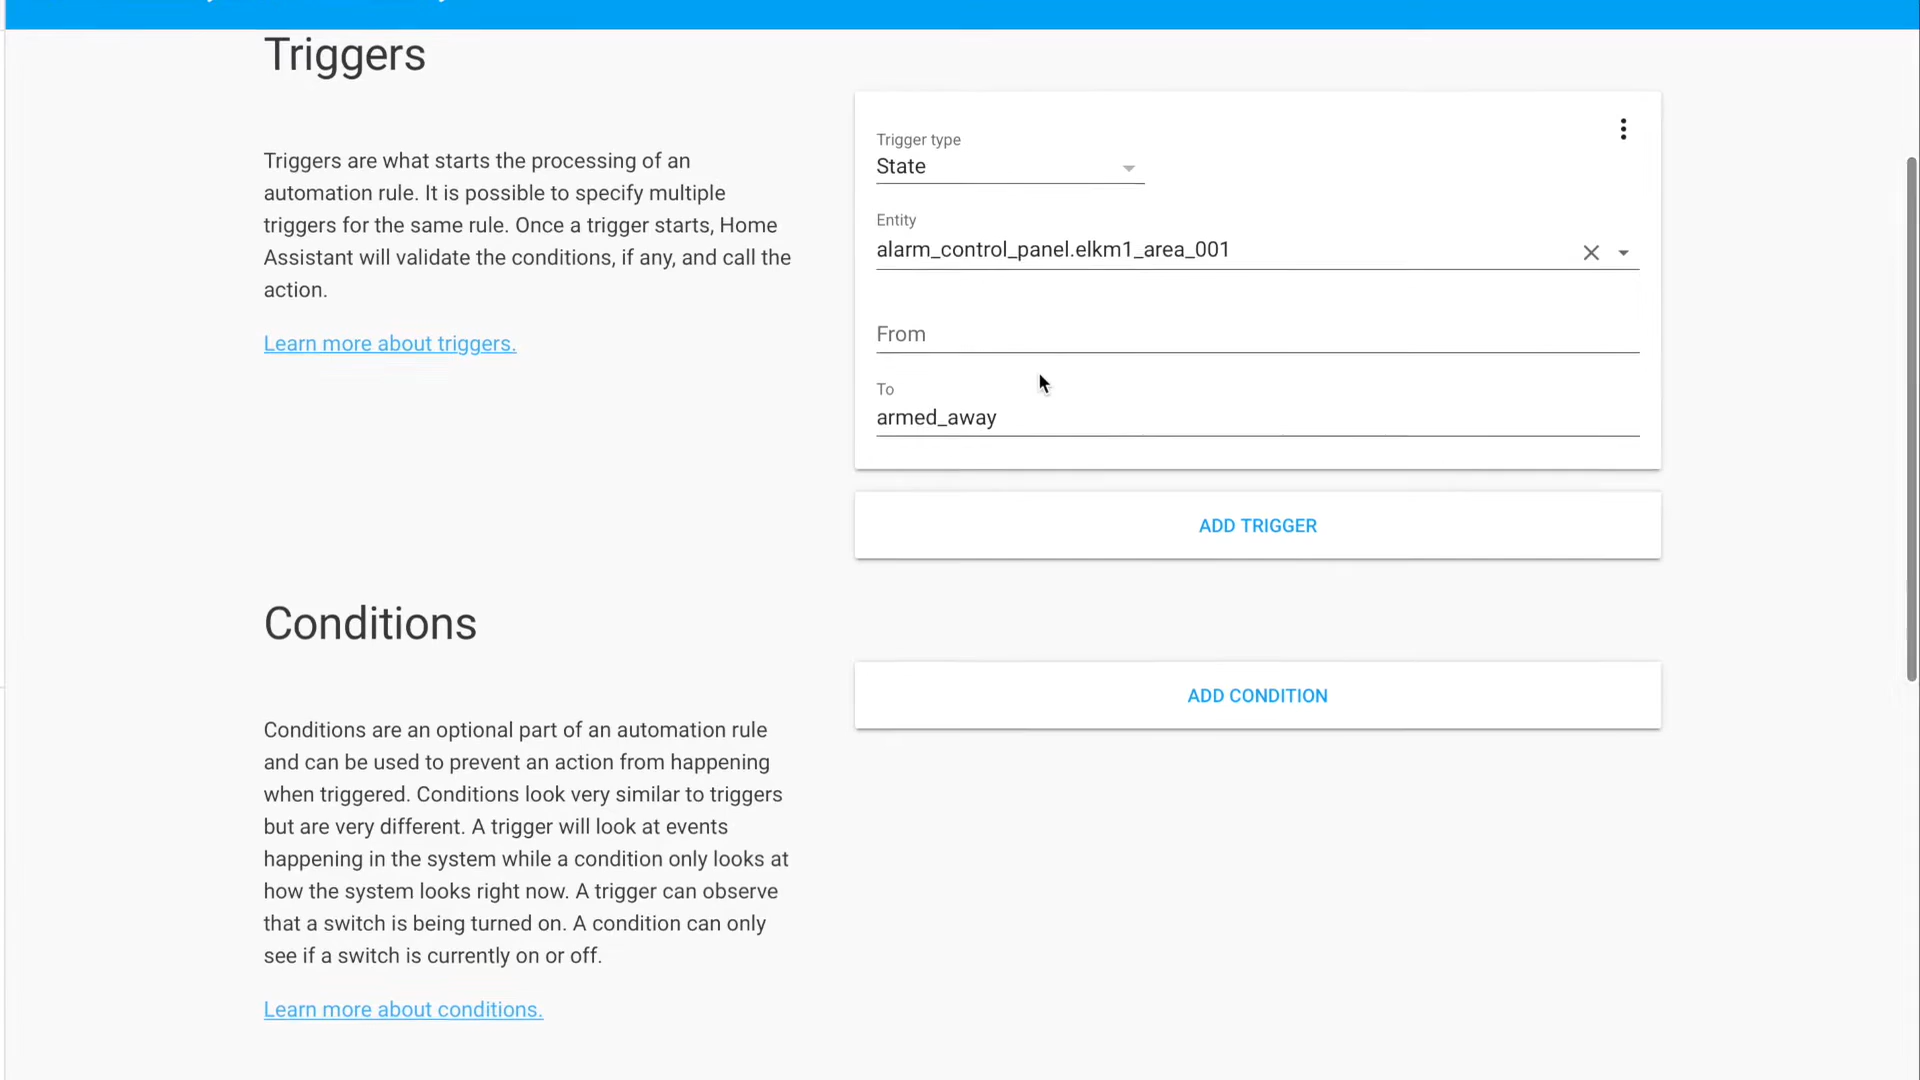 Triggers
Triggers are what starts the processing of an
automation rule. It is possible to specify multiple
triggers for the same rule. Once a trigger starts, Home
Assistant will validate the conditions, if any, and call the
action.
Learn more about triggers.
Trigger type
State
Entity
alarm_control_panel.elkm1_area_001
From
To
armed_away
ADD TRIGGER
Conditions
Conditions are an optional part of an automation rule
and can be used to prevent an action from happening
when triggered. Conditions look very similar to triggers
but are very different. A trigger will look at events
happening in the system while a condition only looks at
how the system looks right now. A trigger can observe
that a switch is being turned on. A condition can only
see if a switch is currently on or off.
Learn more about conditions.
ADD CONDITION